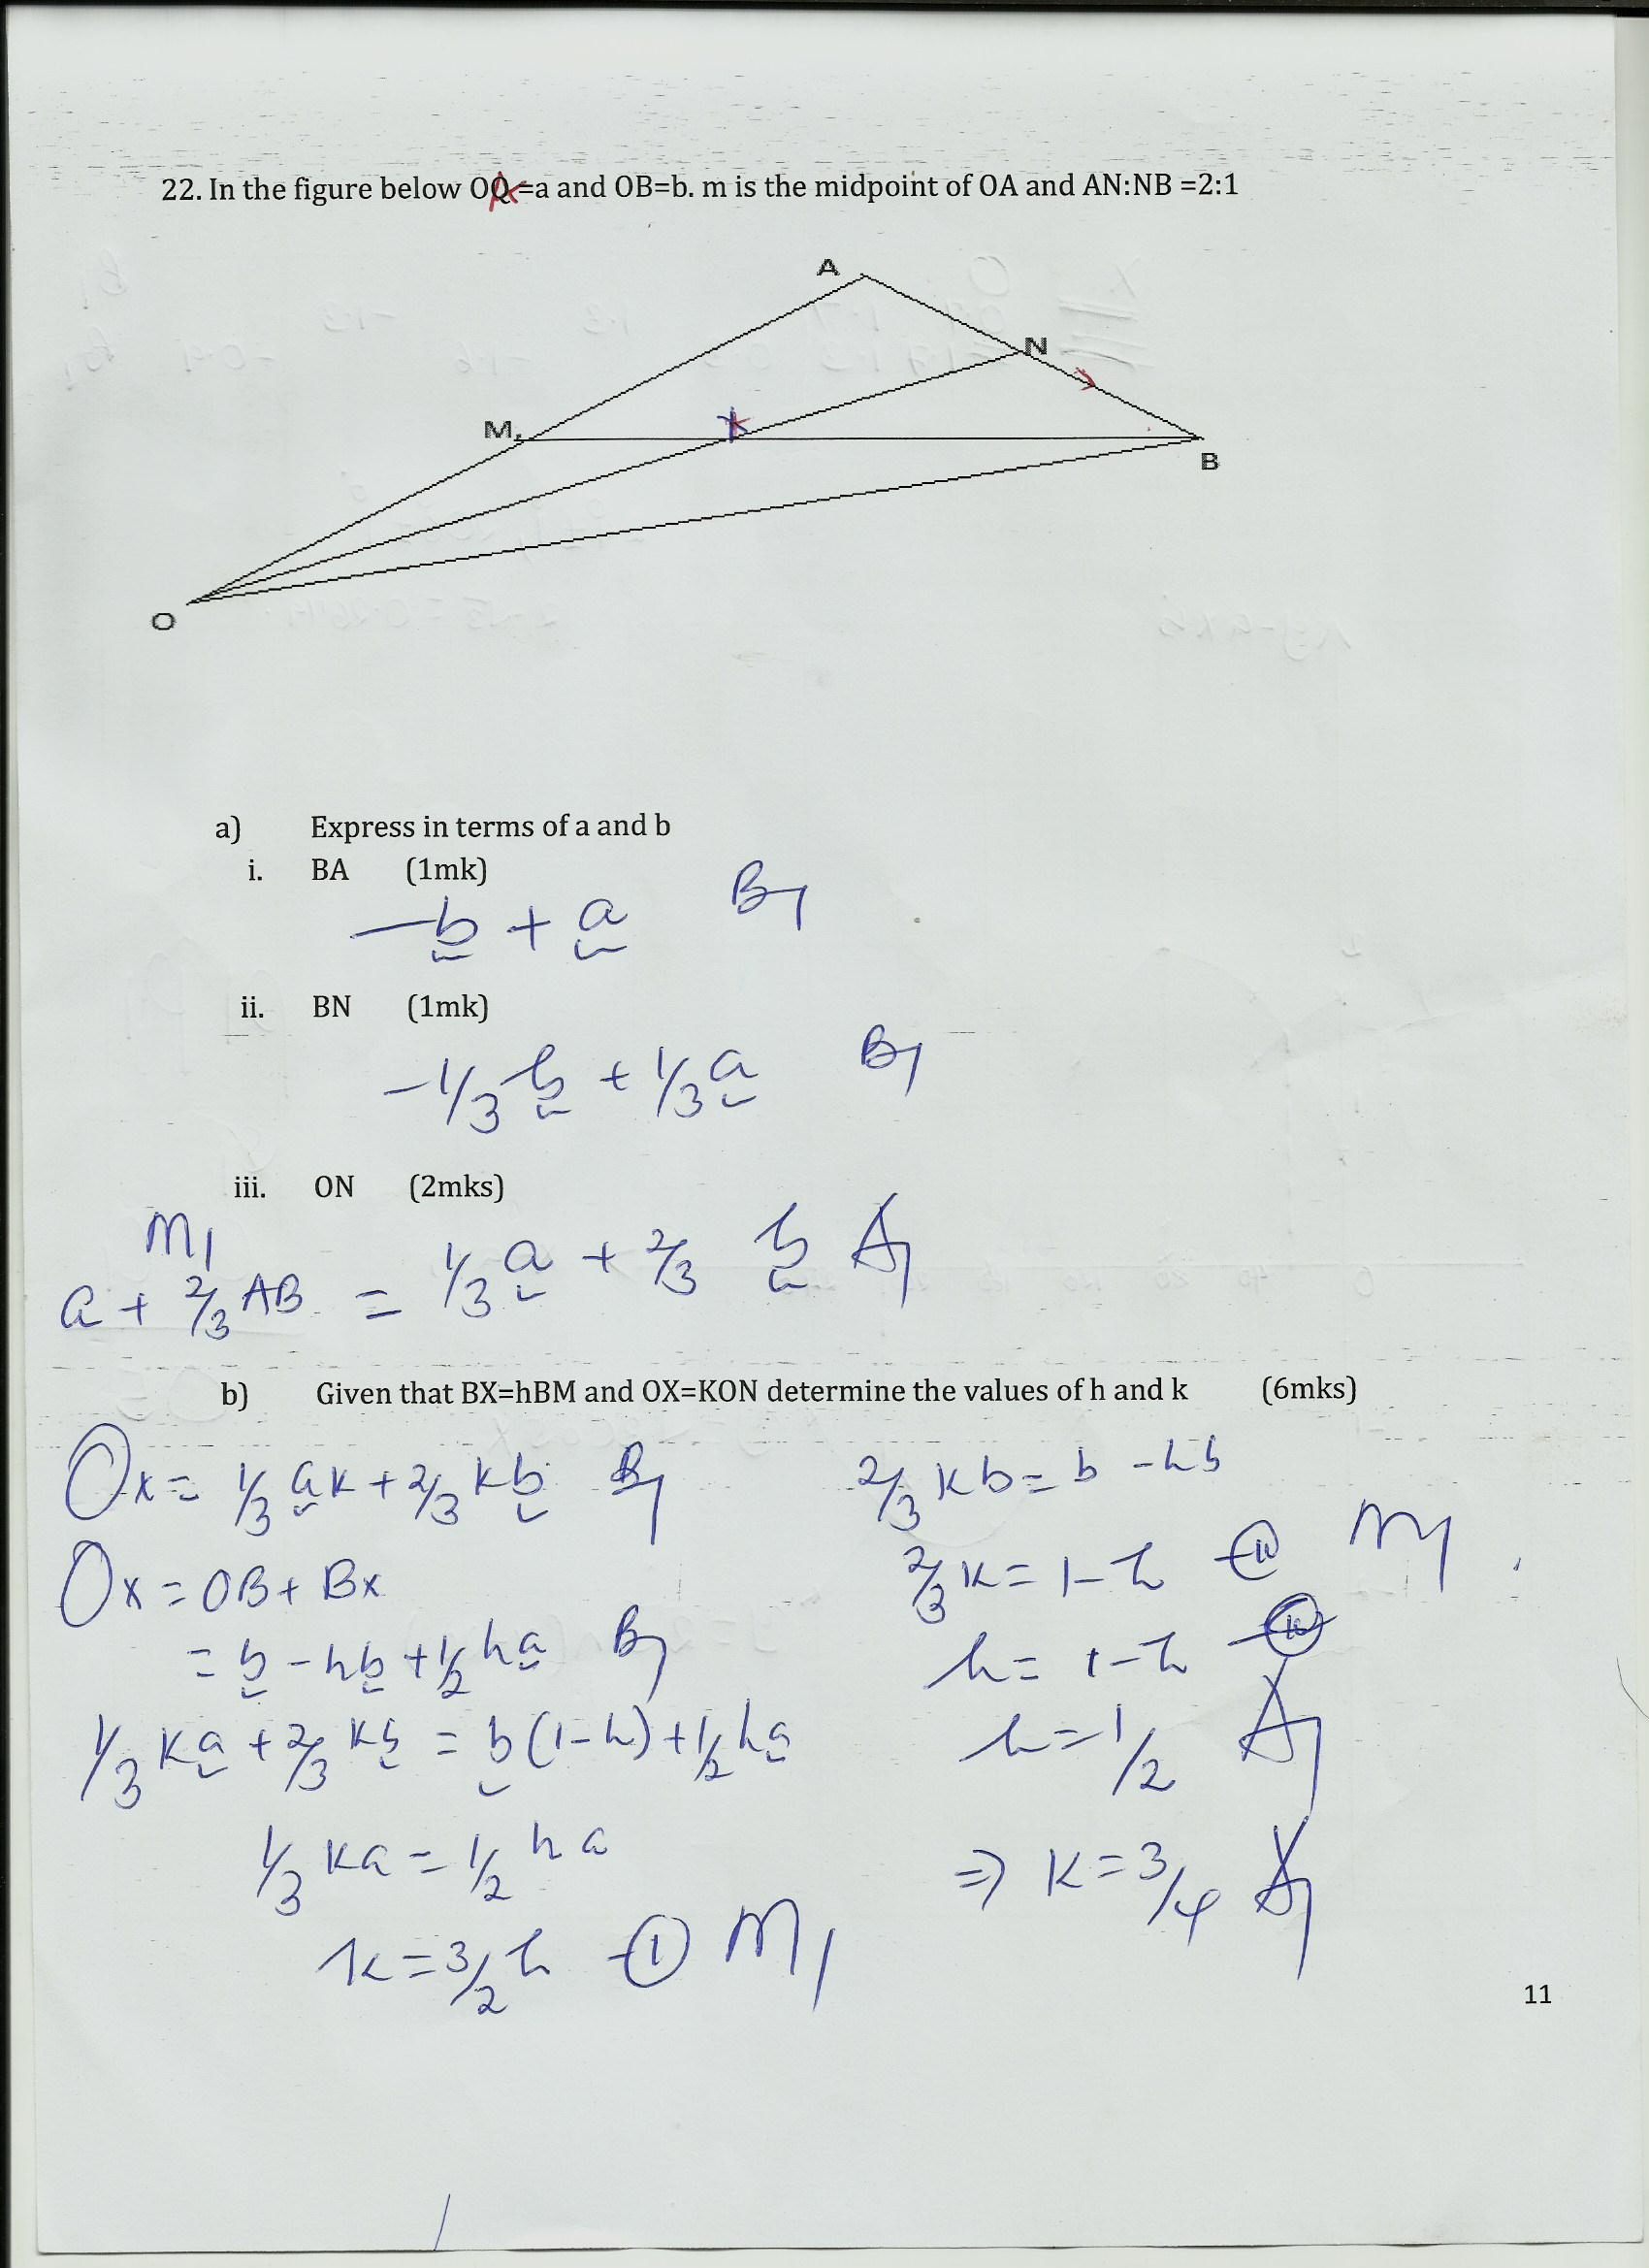 22. In the figure below OA=a and OB=b. m is the midpoint of OA and AN:NB =2:1
A
N
M
X
B
O
a) Express in terms of a and b
i. BA (1mk)
-b + a B1
ii. BN (1mk)
-1/3 b + 1/3 a B1
iii. ON (2mks)
M1
a + 2/3 AB = 1/3 a + 2/3 b A1
b) Given that BX=hBM and OX=KON determine the values of h and k (6mks)
Ox = 1/3 ak + 2/3 kb B1
Ox = OB + Bx
= b - hb + 1/2 ha B1
1/3 ka + 2/3 kb = b(1-h) + 1/2 ha
1/3 ka = 1/2 ha
k = 3/2 h - ① M1
2/3 kb = b - hb
2/3 k = 1 - h - ⑪ M1
h = 1 - h
h = 1/2 A1
⇒ k = 3/4 A1
11